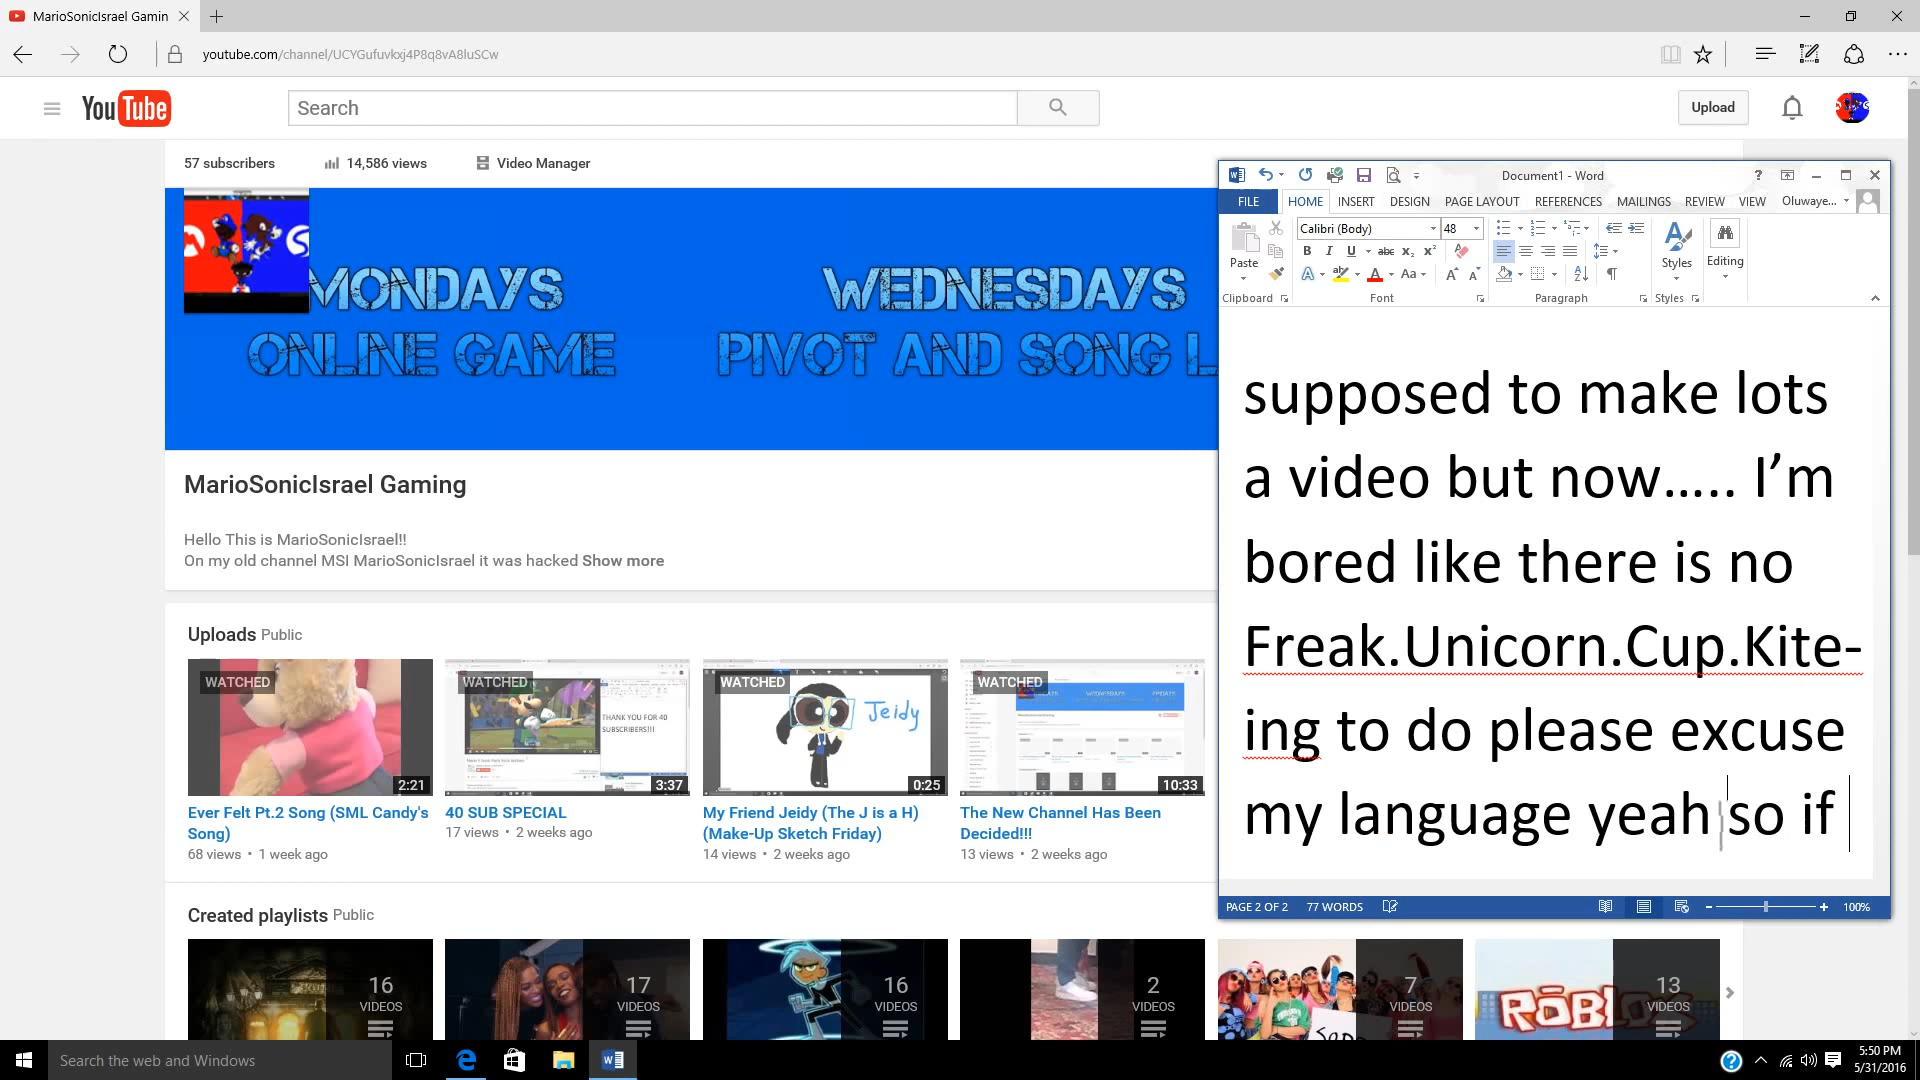 MarioSonicIsrael Gamin
youtube.com/channel/UCYGufuvkxj4P8q8vA8luSCw
YouTube
Search
Upload
57 subscribers
14,586 views
Video Manager
MONDAYS
WEDNESDAYS
ONLINE GAME
PIVOT AND SONG L
MarioSonicIsrael Gaming
Hello This is MarioSonicIsrael!!
On my old channel MSI MarioSonicIsrael it was hacked Show more
Uploads Public
WATCHED
2:21
Ever Felt Pt.2 Song (SML Candy's
Song)
68 views • 1 week ago
WATCHED
THANK YOU FOR 40
SUBSCRIBERS!!!
3:37
40 SUB SPECIAL
17 views • 2 weeks ago
WATCHED
Jeidy
0:25
My Friend Jeidy (The J is a H)
(Make-Up Sketch Friday)
14 views • 2 weeks ago
WATCHED
10:33
The New Channel Has Been
Decided!!!
13 views • 2 weeks ago
Created playlists Public
16
VIDEOS
17
VIDEOS
16
VIDEOS
2
VIDEOS
7
VIDEOS
ROBLO
13
VIDEOS
Document1 - Word
FILE HOME INSERT DESIGN PAGE LAYOUT REFERENCES MAILINGS REVIEW VIEW Oluwaye...
Calibri (Body) 48
Paste
Styles
Editing
Clipboard Font Paragraph Styles
supposed to make lots
a video but now..... I’m
bored like there is no
Freak.Unicorn.Cup.Kite-
ing to do please excuse
my language yeah so if
PAGE 2 OF 2 77 WORDS 100%
Search the web and Windows
5:50 PM
5/31/2016